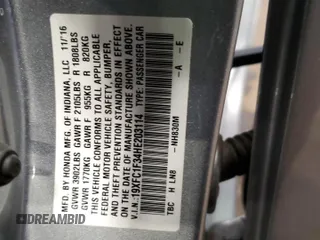 MFD BY HONDA MFG. OF INDIANA, LLC 11/16
GVWR 3902LBS GAWR F 2105LBS R 1808LBS
GVWR 1770KG GAWR F 955KG R 820KG
THIS VEHICLE CONFORMS TO ALL APPLICABLE
FEDERAL MOTOR VEHICLE SAFETY, BUMPER,
AND THEFT PREVENTION STANDARDS IN EFFECT
ON THE DATE OF MANUFACTURE SHOWN ABOVE.
VIN: 19XFC1F34HE203114 TYPE: PASSENGER CAR
NH830M A E
TBC H LN8 A
DREAMBID